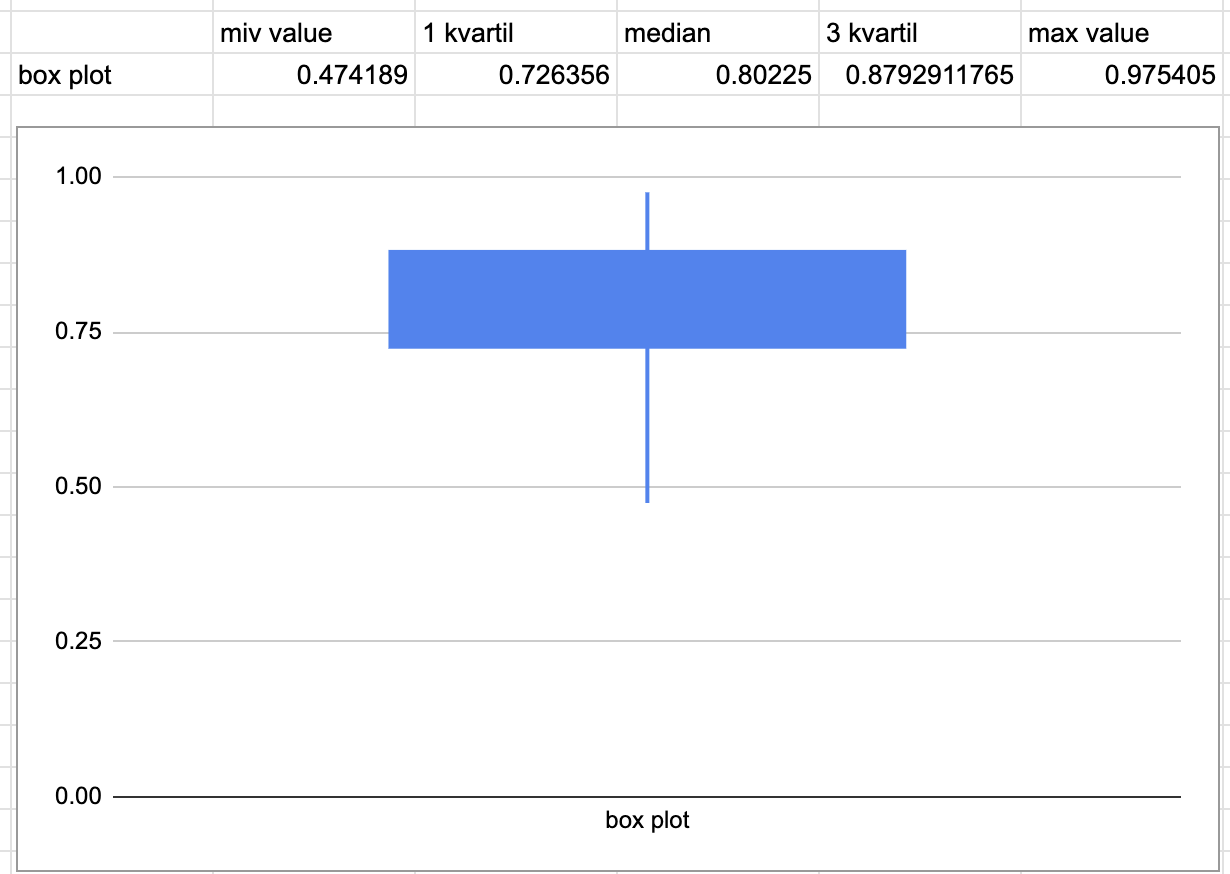 miv value 1 kvartil median 3 kvartil max value
box plot 0.474189 0.726356 0.80225 0.8792911765 0.975405
1.00
0.75
0.50
0.25
0.00
box plot